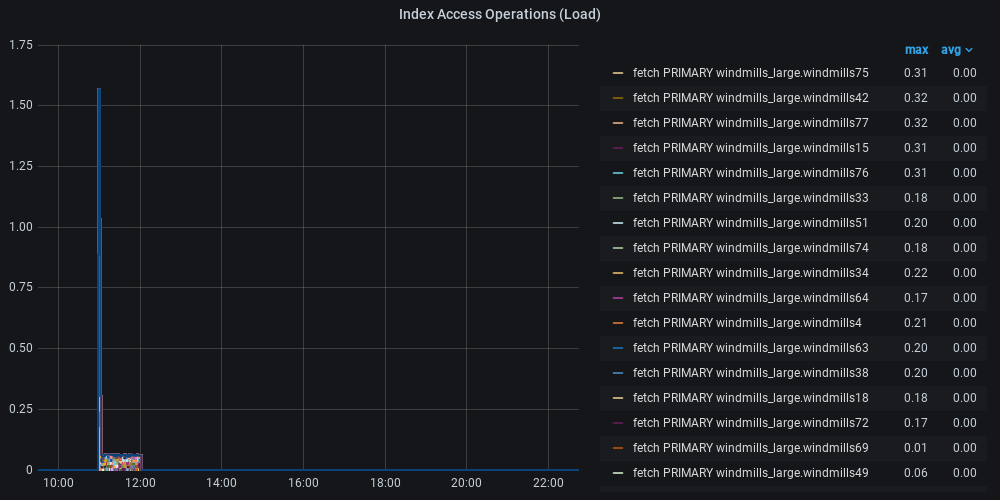 Index Access Operations (Load)
1.75
1.50
1.25
1.00
0.75
0.50
0.25
0
10:00 12:00 14:00 16:00 18:00 20:00 22:00
max avg
fetch PRIMARY windmills_large.windmills75 0.31 0.00
fetch PRIMARY windmills_large.windmills42 0.32 0.00
fetch PRIMARY windmills_large.windmills77 0.32 0.00
fetch PRIMARY windmills_large.windmills15 0.31 0.00
fetch PRIMARY windmills_large.windmills76 0.31 0.00
fetch PRIMARY windmills_large.windmills33 0.18 0.00
fetch PRIMARY windmills_large.windmills51 0.20 0.00
fetch PRIMARY windmills_large.windmills74 0.18 0.00
fetch PRIMARY windmills_large.windmills34 0.22 0.00
fetch PRIMARY windmills_large.windmills64 0.17 0.00
fetch PRIMARY windmills_large.windmills4 0.21 0.00
fetch PRIMARY windmills_large.windmills63 0.20 0.00
fetch PRIMARY windmills_large.windmills38 0.20 0.00
fetch PRIMARY windmills_large.windmills18 0.18 0.00
fetch PRIMARY windmills_large.windmills72 0.17 0.00
fetch PRIMARY windmills_large.windmills69 0.01 0.00
fetch PRIMARY windmills_large.windmills49 0.06 0.00